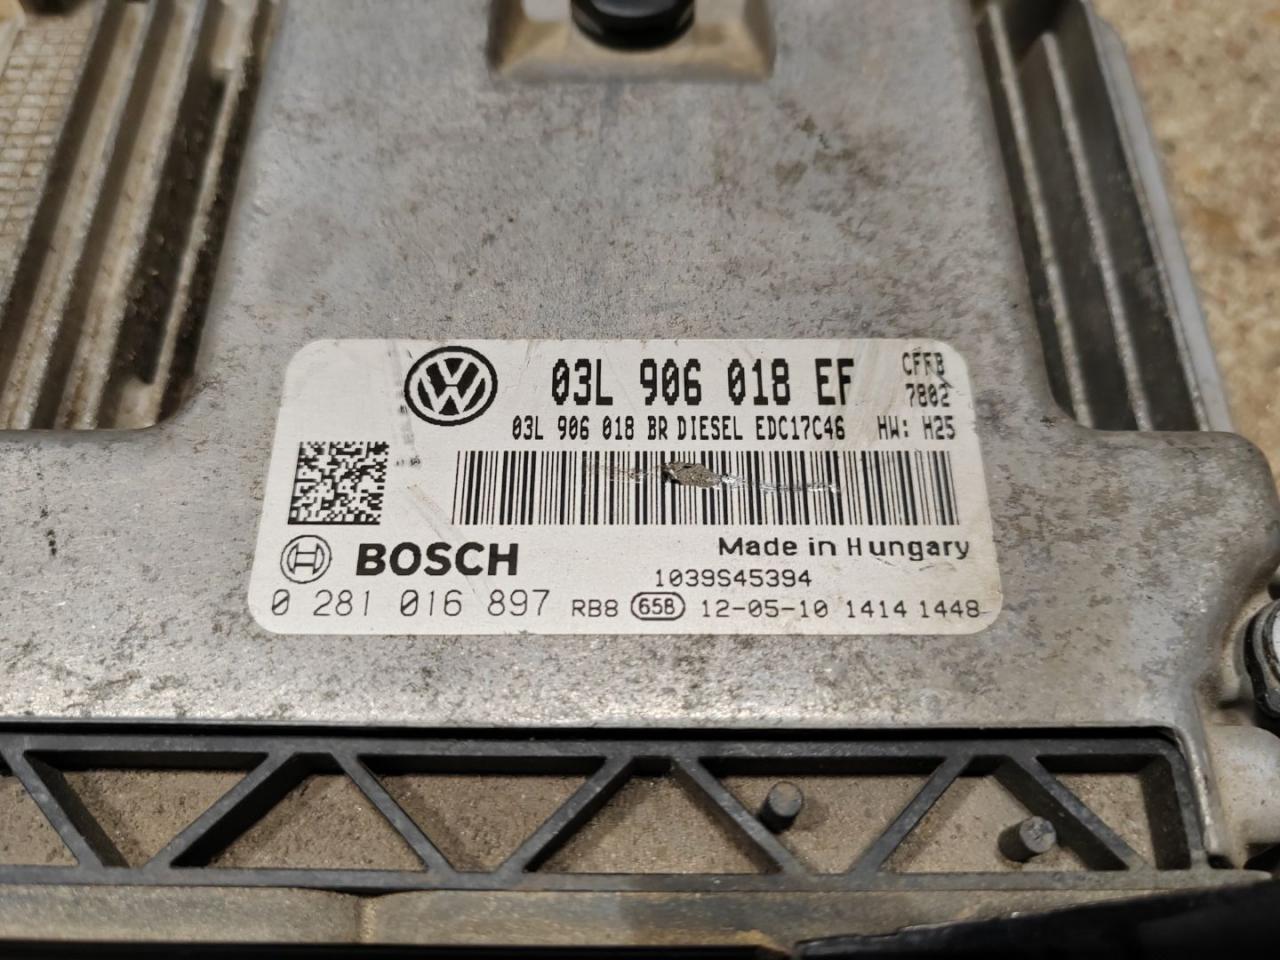 03L 906 018 EF CFFB
7802
03L 906 018 BR DIESEL EDC17C46 HW: H25
BOSCH
Made in Hungary
1039S45394
0 281 016 897 RB8 65B 12-05-10 1414 1448